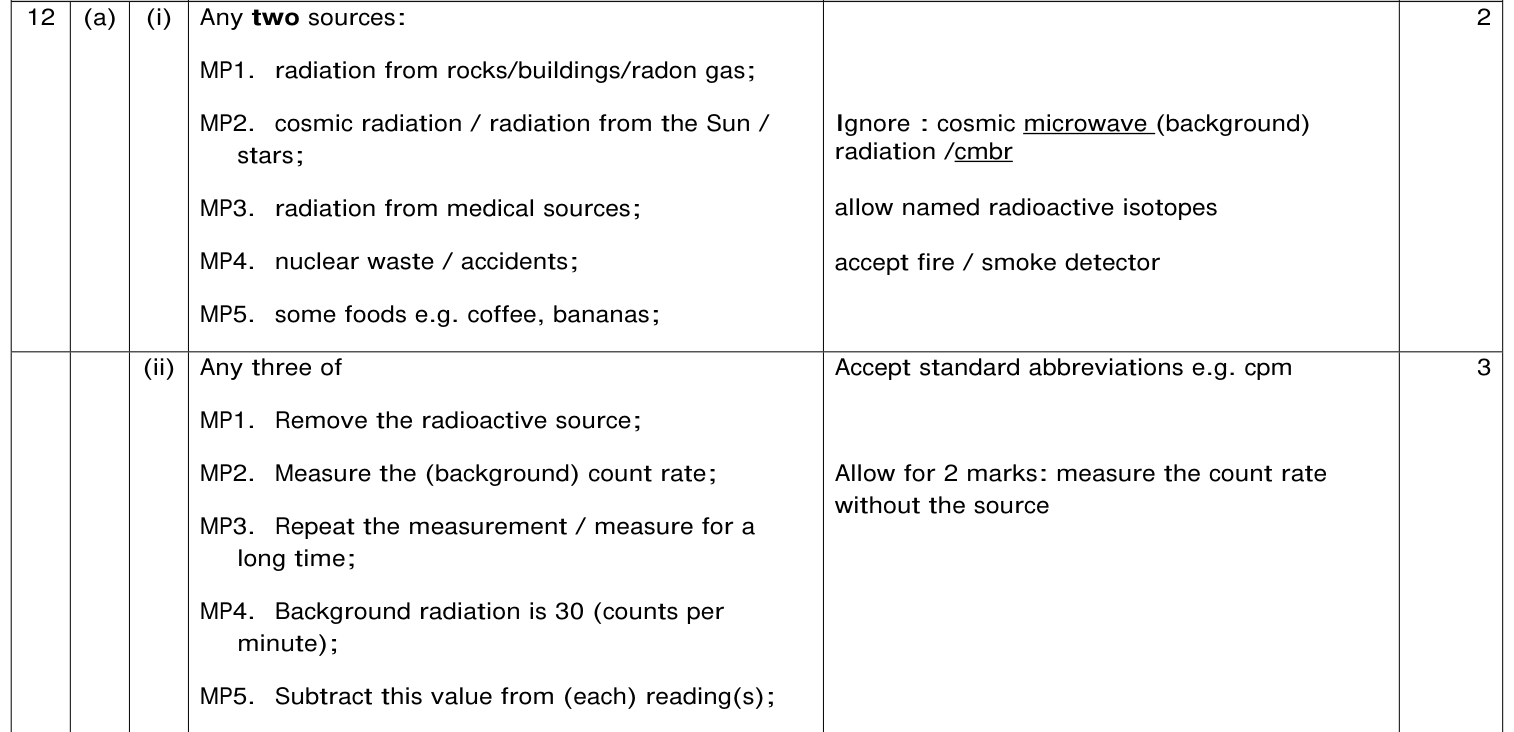 12 (a) (i) Any two sources: 2
MP1. radiation from rocks/buildings/radon gas;
MP2. cosmic radiation / radiation from the Sun /
stars;
Ignore : cosmic microwave (background)
radiation /cmbr
MP3. radiation from medical sources;
allow named radioactive isotopes
MP4. nuclear waste / accidents;
accept fire / smoke detector
MP5. some foods e.g. coffee, bananas;
(ii) Any three of
Accept standard abbreviations e.g. cpm
3
MP1. Remove the radioactive source;
MP2. Measure the (background) count rate;
Allow for 2 marks: measure the count rate
without the source
MP3. Repeat the measurement / measure for a
long time;
MP4. Background radiation is 30 (counts per
minute);
MP5. Subtract this value from (each) reading(s);